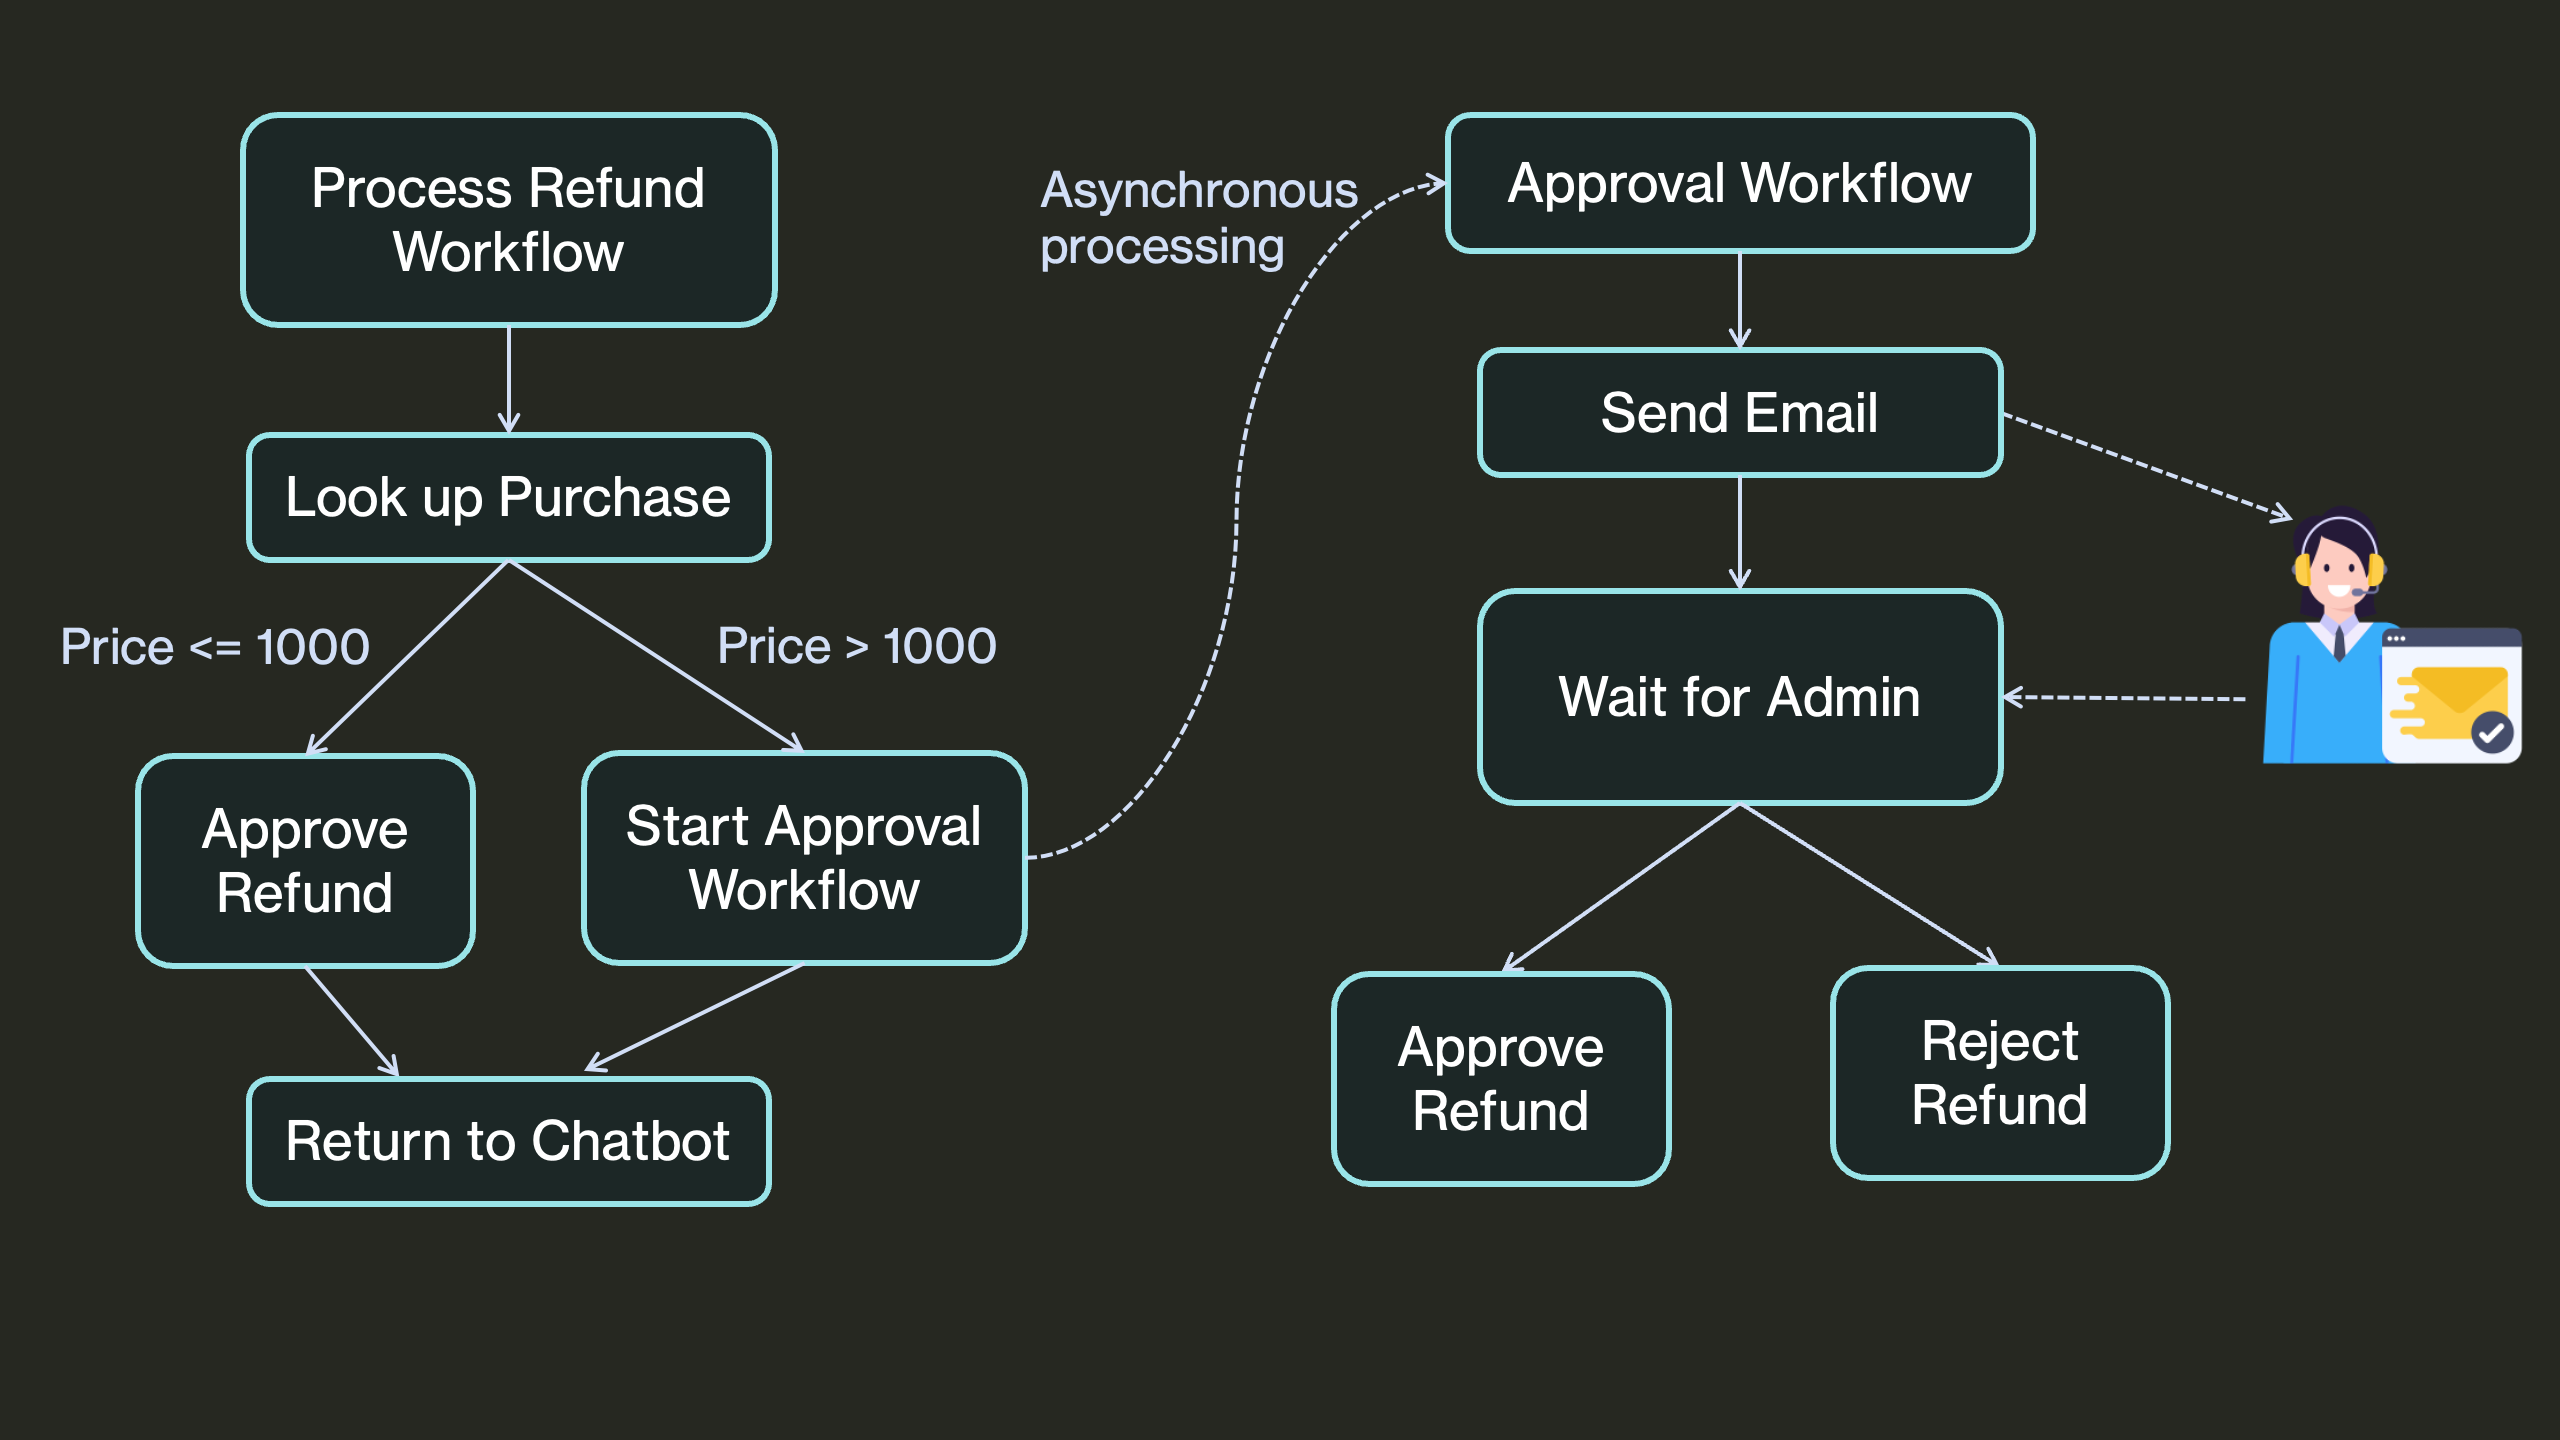 Process Refund
Workflow
Look up Purchase
Price <= 1000
Price > 1000
Approve
Refund
Start Approval
Workflow
Return to Chatbot
Asynchronous
processing
Approval Workflow
Send Email
Wait for Admin
Approve
Refund
Reject
Refund